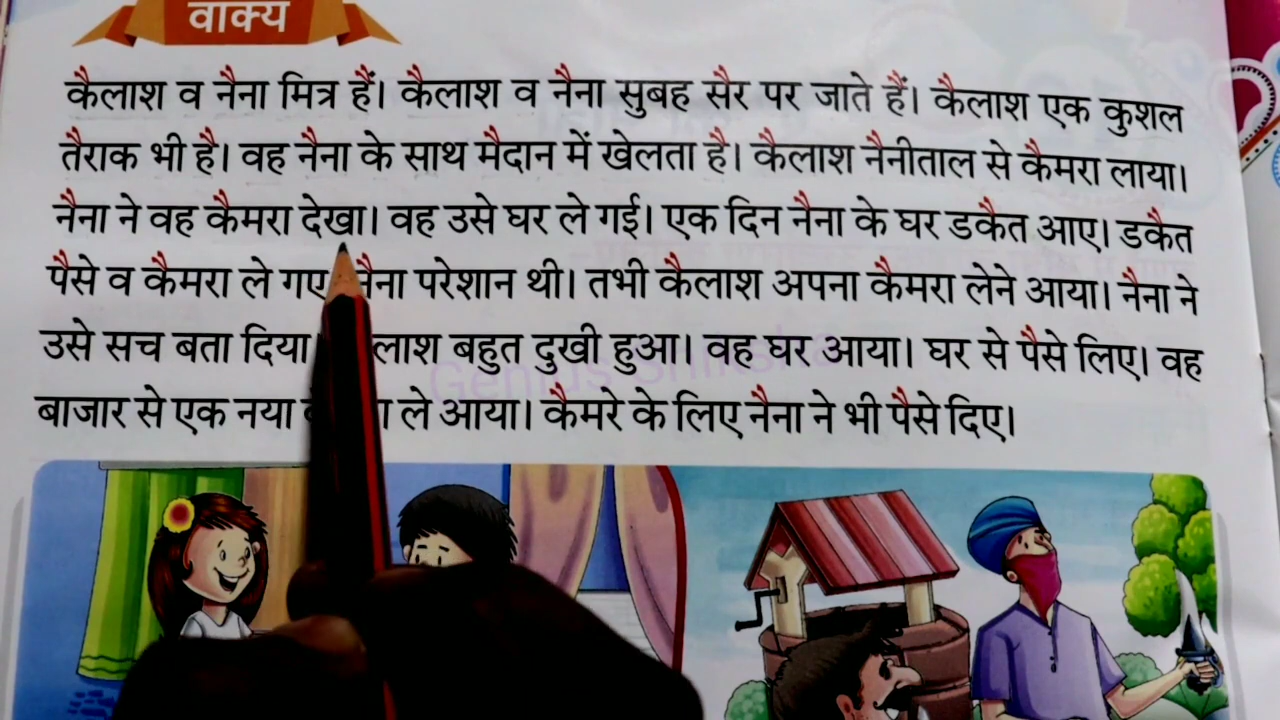 वाक्य
कैलाश व नैना मित्र हैं। कैलाश व नैना सुबह सैर पर जाते हैं। कैलाश एक कुशल
तैराक भी है। वह नैना के साथ मैदान में खेलता है। कैलाश नैनीताल से कैमरा लाया।
नैना ने वह कैमरा देखा। वह उसे घर ले गई। एक दिन नैना के घर डकैत आए। डकैत
पैसे व कैमरा ले गए नैना परेशान थी। तभी कैलाश अपना कैमरा लेने आया। नैना ने
उसे सच बता दिया। लाश बहुत दुखी हुआ। वह घर आया। घर से पैसे लिए। वह
बाजार से एक नया ले आया। कैमरे के लिए नैना ने भी पैसे दिए।
Genius Shiksha